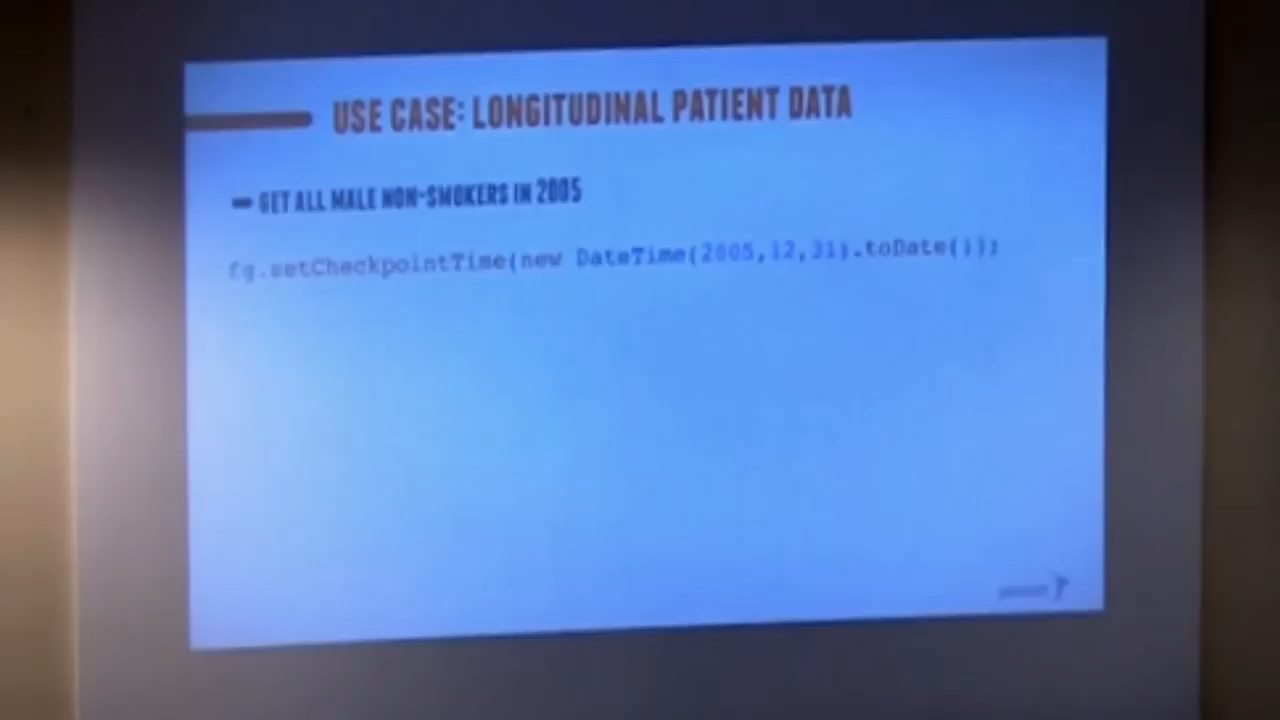 USE CASE: LONGITUDINAL PATIENT DATA
GET ALL MALE NON-SMOKERS IN 2005
fg.setCheckpointTime(new DateTime(2005,12,31).toDate());